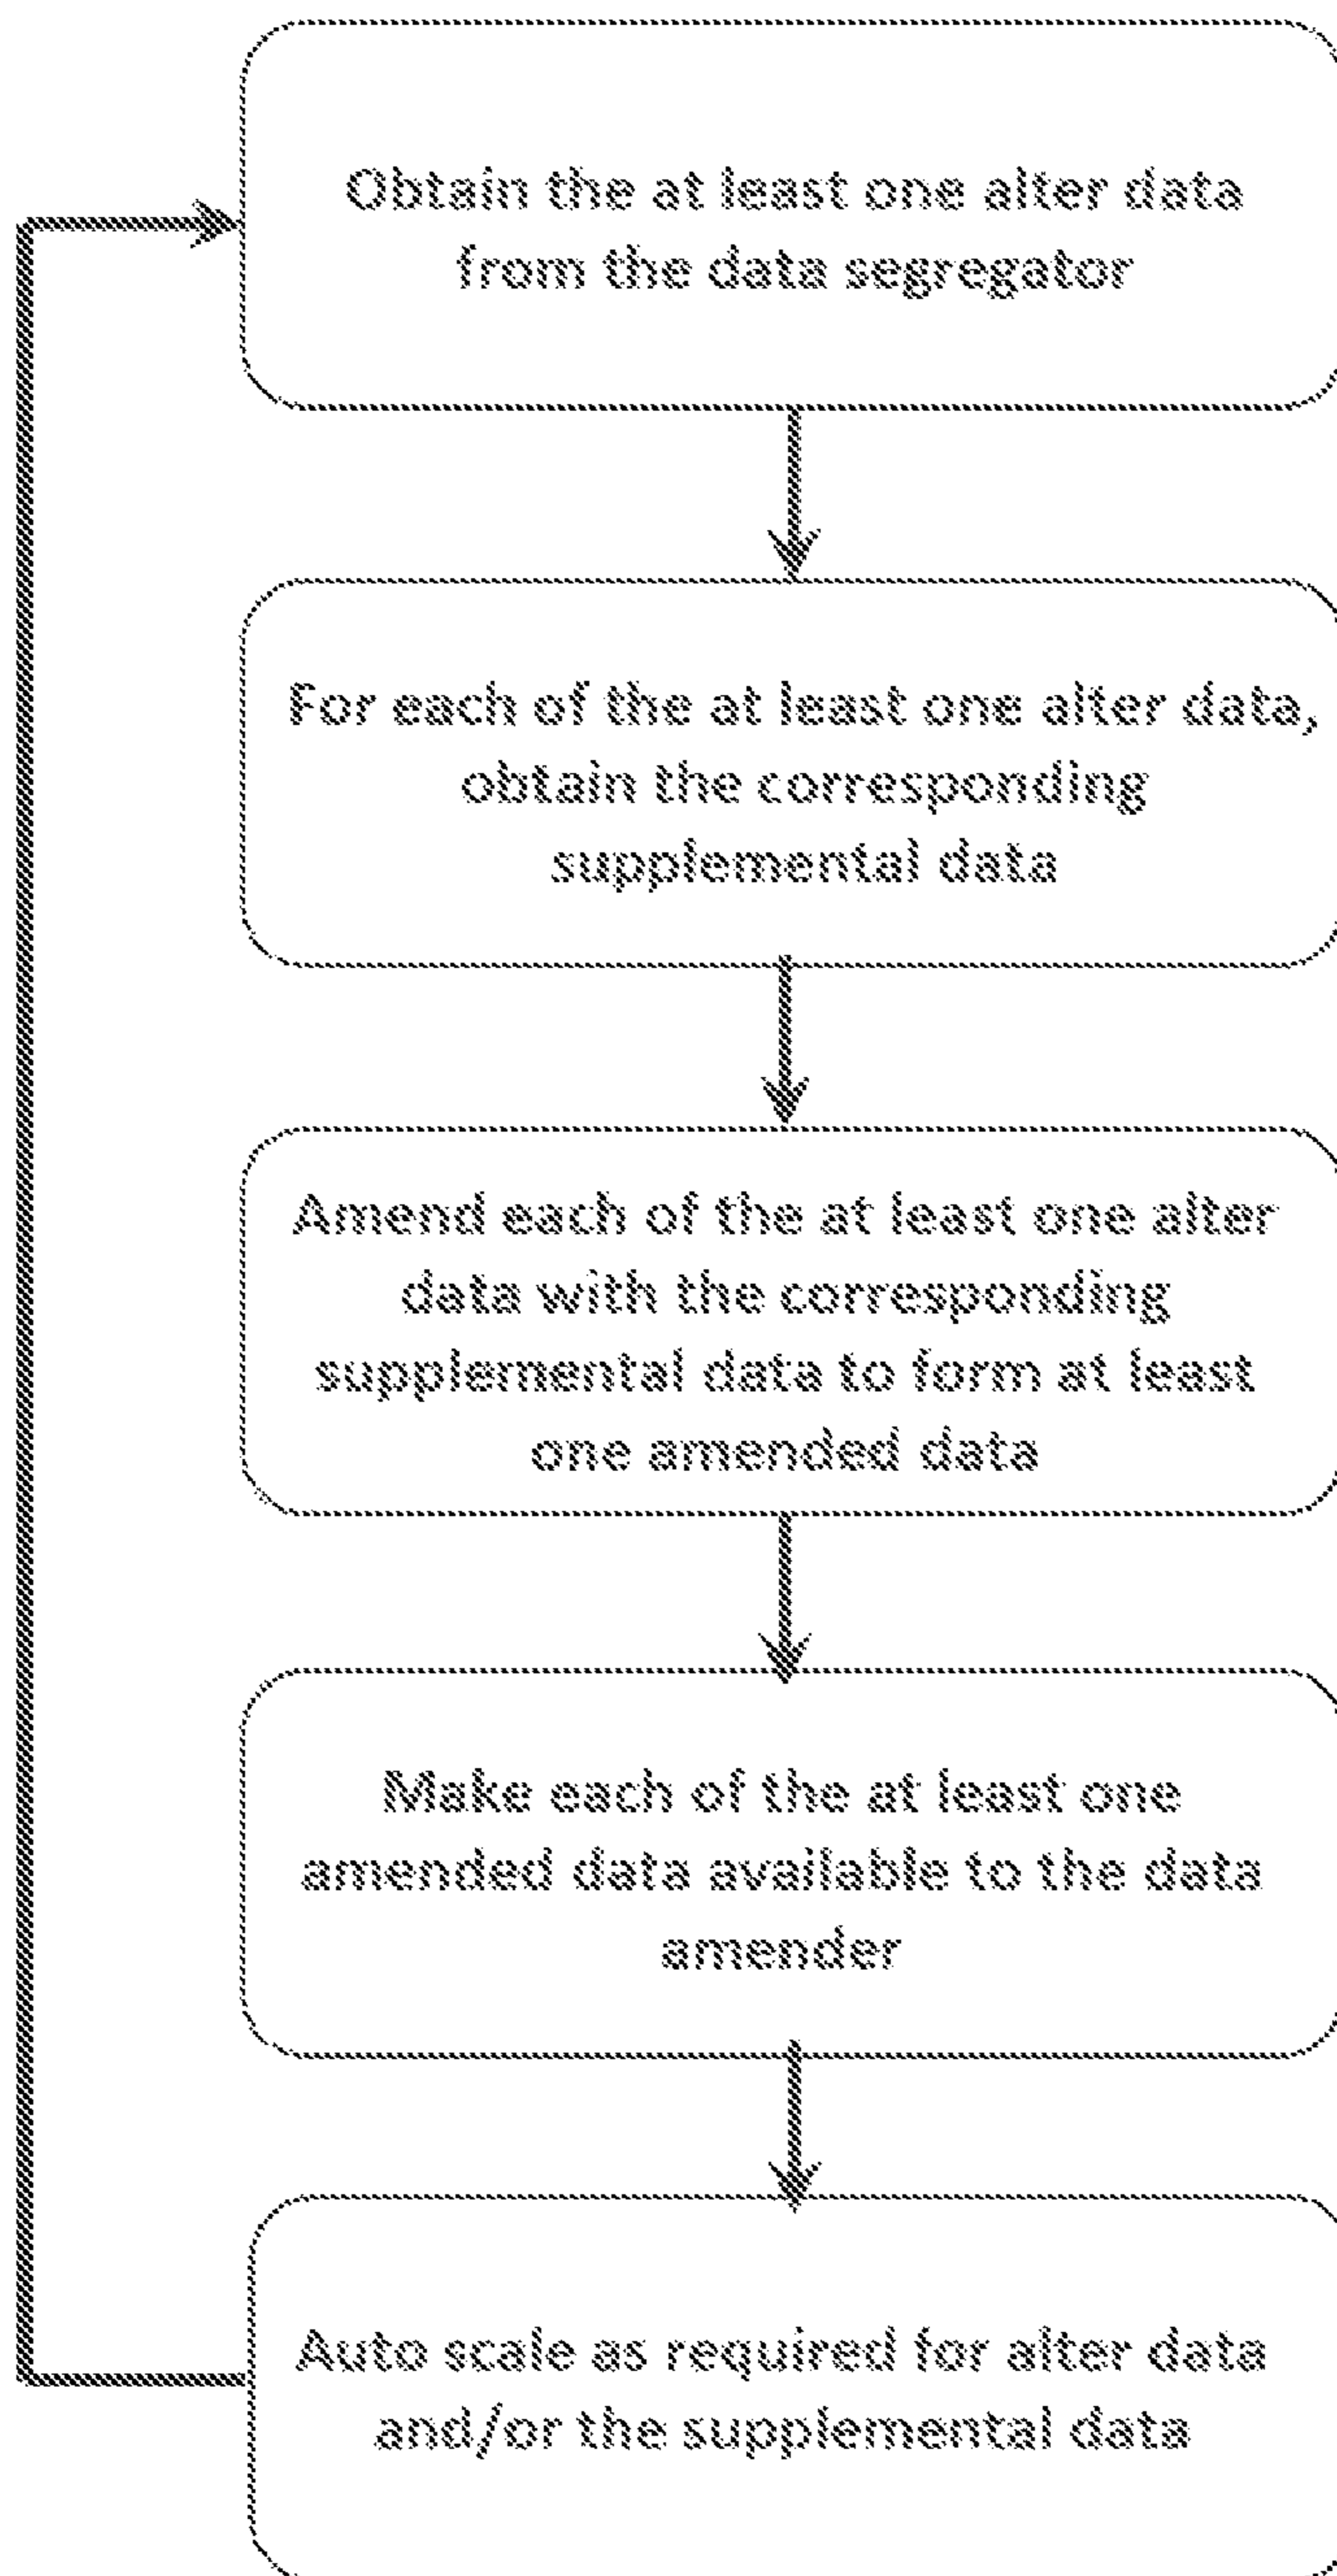 Obtain the at least one alter data
from the data segregator
For each of the at least one alter data,
obtain the corresponding
supplemental data
Amend each of the at least one alter
data with the corresponding
supplemental data to form at least
one amended data
Make each of the at least one
amended data available to the data
amender
Auto scale as required for alter data
and/or the supplemental data